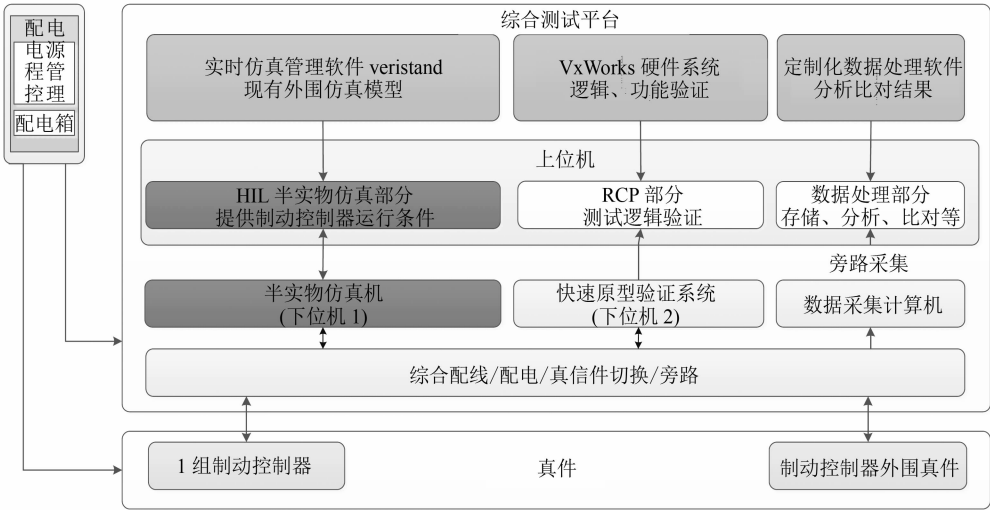 配电
电源
程管
控理
配电箱
综合测试平台
实时仿真管理软件 veristand
现有外围仿真模型
VxWorks 硬件系统
逻辑、功能验证
定制化数据处理软件
分析比对结果
上位机
HIL 半实物仿真部分
提供制动控制器运行条件
RCP 部分
测试逻辑验证
数据处理部分
存储、分析、比对等
旁路采集
半实物仿真机
(下位机 1)
快速原型验证系统
(下位机 2)
数据采集计算机
综合配线/配电/真信件切换/旁路
1 组制动控制器
真件
制动控制器外围真件